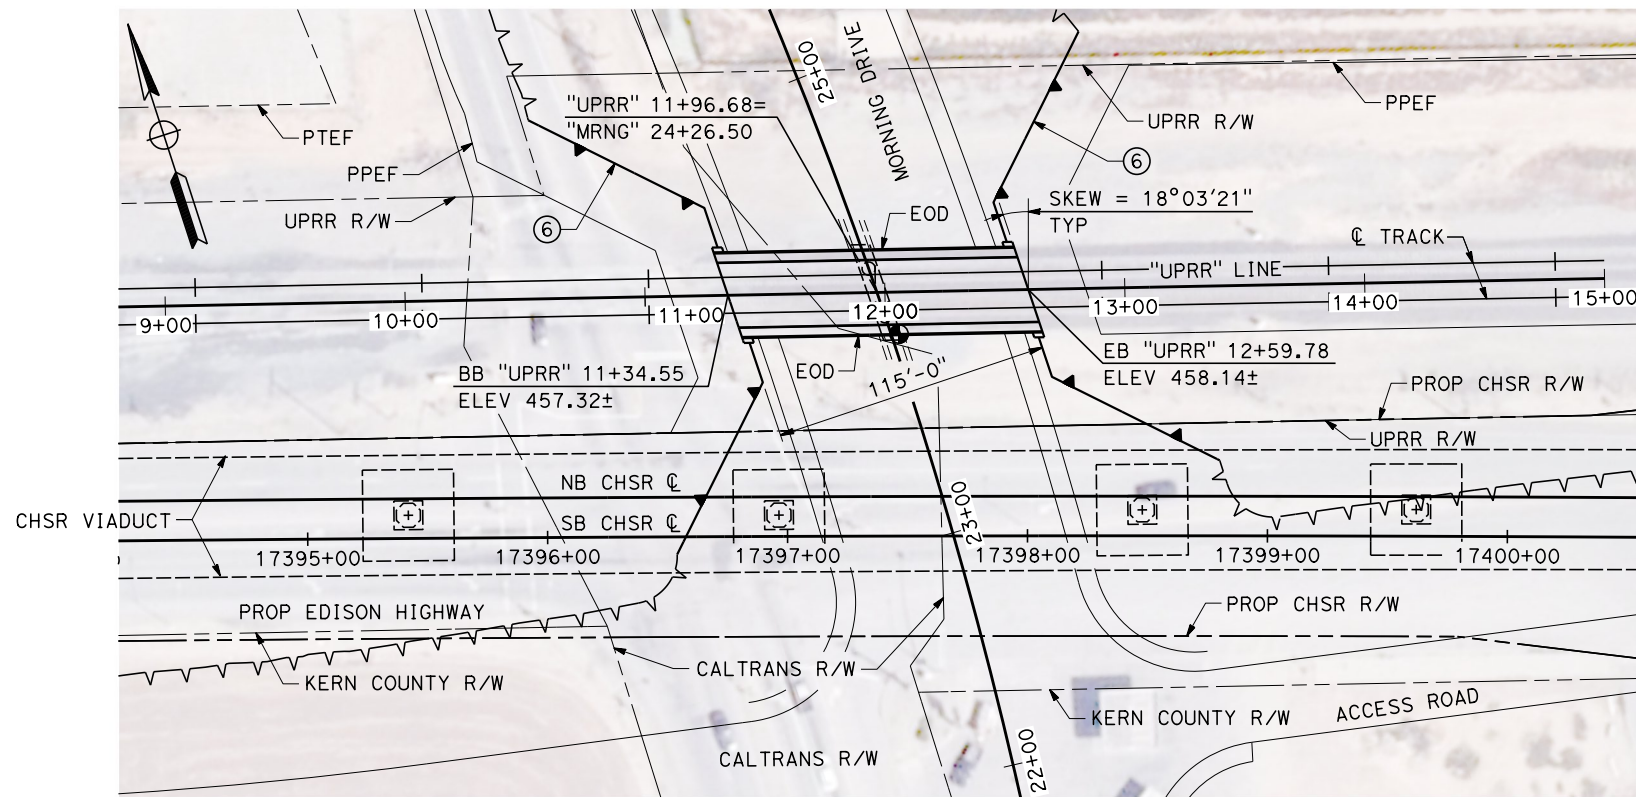 25+00
MORNING DRIVE
"UPRR" 11+96.68=
"MRNG" 24+26.50
PTEF
PPEF
UPRR R/W
6
PPEF
UPRR R/W
6
SKEW = 18°03'21"
TYP
EOD
℄ TRACK
"UPRR" LINE
9+00
10+00
11+00
12+00
13+00
14+00
15+00
BB "UPRR" 11+34.55
ELEV 457.32±
EOD
115'-0"
EB "UPRR" 12+59.78
ELEV 458.14±
PROP CHSR R/W
UPRR R/W
CHSR VIADUCT
NB CHSR ℄
SB CHSR ℄
23+00
17395+00
17396+00
17397+00
17398+00
17399+00
17400+00
PROP EDISON HIGHWAY
PROP CHSR R/W
KERN COUNTY R/W
CALTRANS R/W
KERN COUNTY R/W
ACCESS ROAD
CALTRANS R/W
22+00